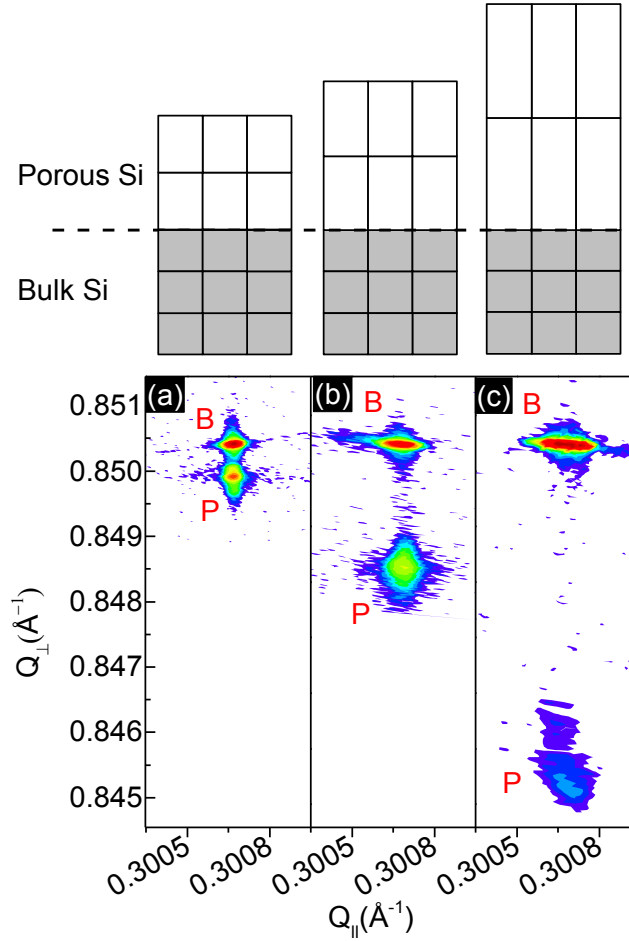 Porous Si
Bulk Si
(a) (b) (c)
B B B
P P P
0.851
0.850
0.849
0.848
0.847
0.846
0.845
Q⊥(Å⁻¹)
0.3005 0.3008 0.3005 0.3008 0.3005 0.3008
Q||(Å⁻¹)